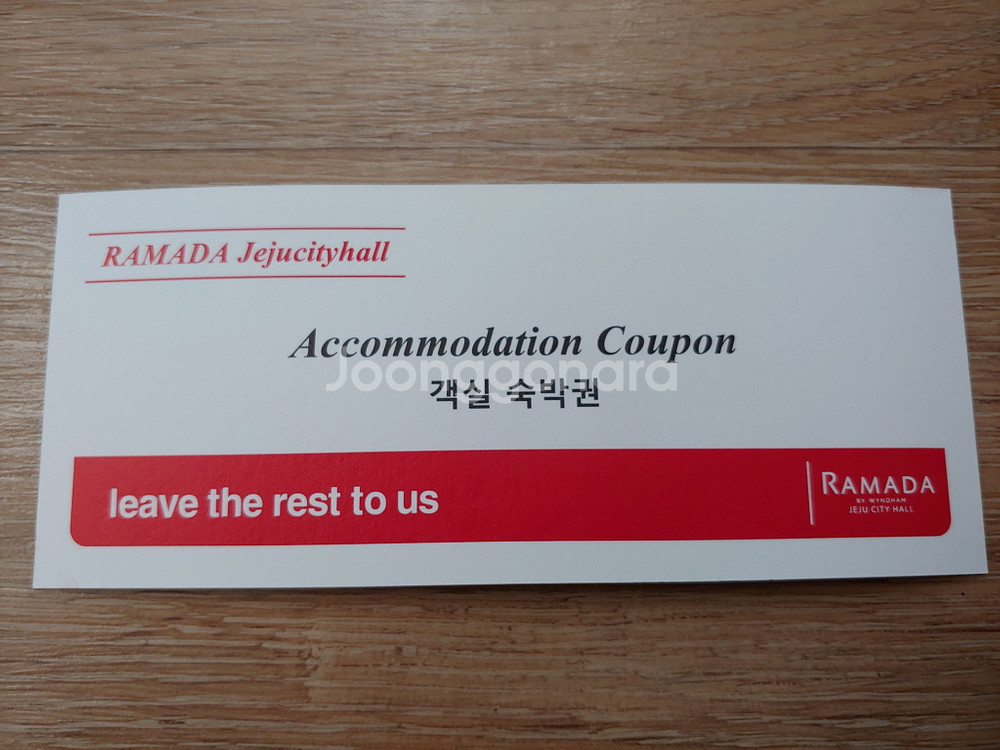 RAMADA Jejucityhall
Accommodation Coupon
Joonggonara
객실 숙박권
leave the rest to us
RAMADA
BY WYNDHAM
JEJU CITY HALL